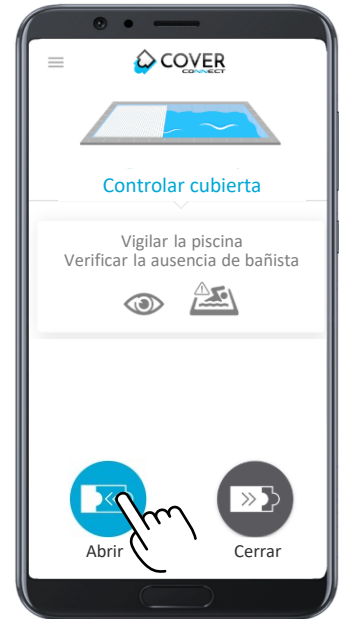 COVER
CONNECT
Controlar cubierta
Vigilar la piscina
Verificar la ausencia de bañista
Abrir
Cerrar